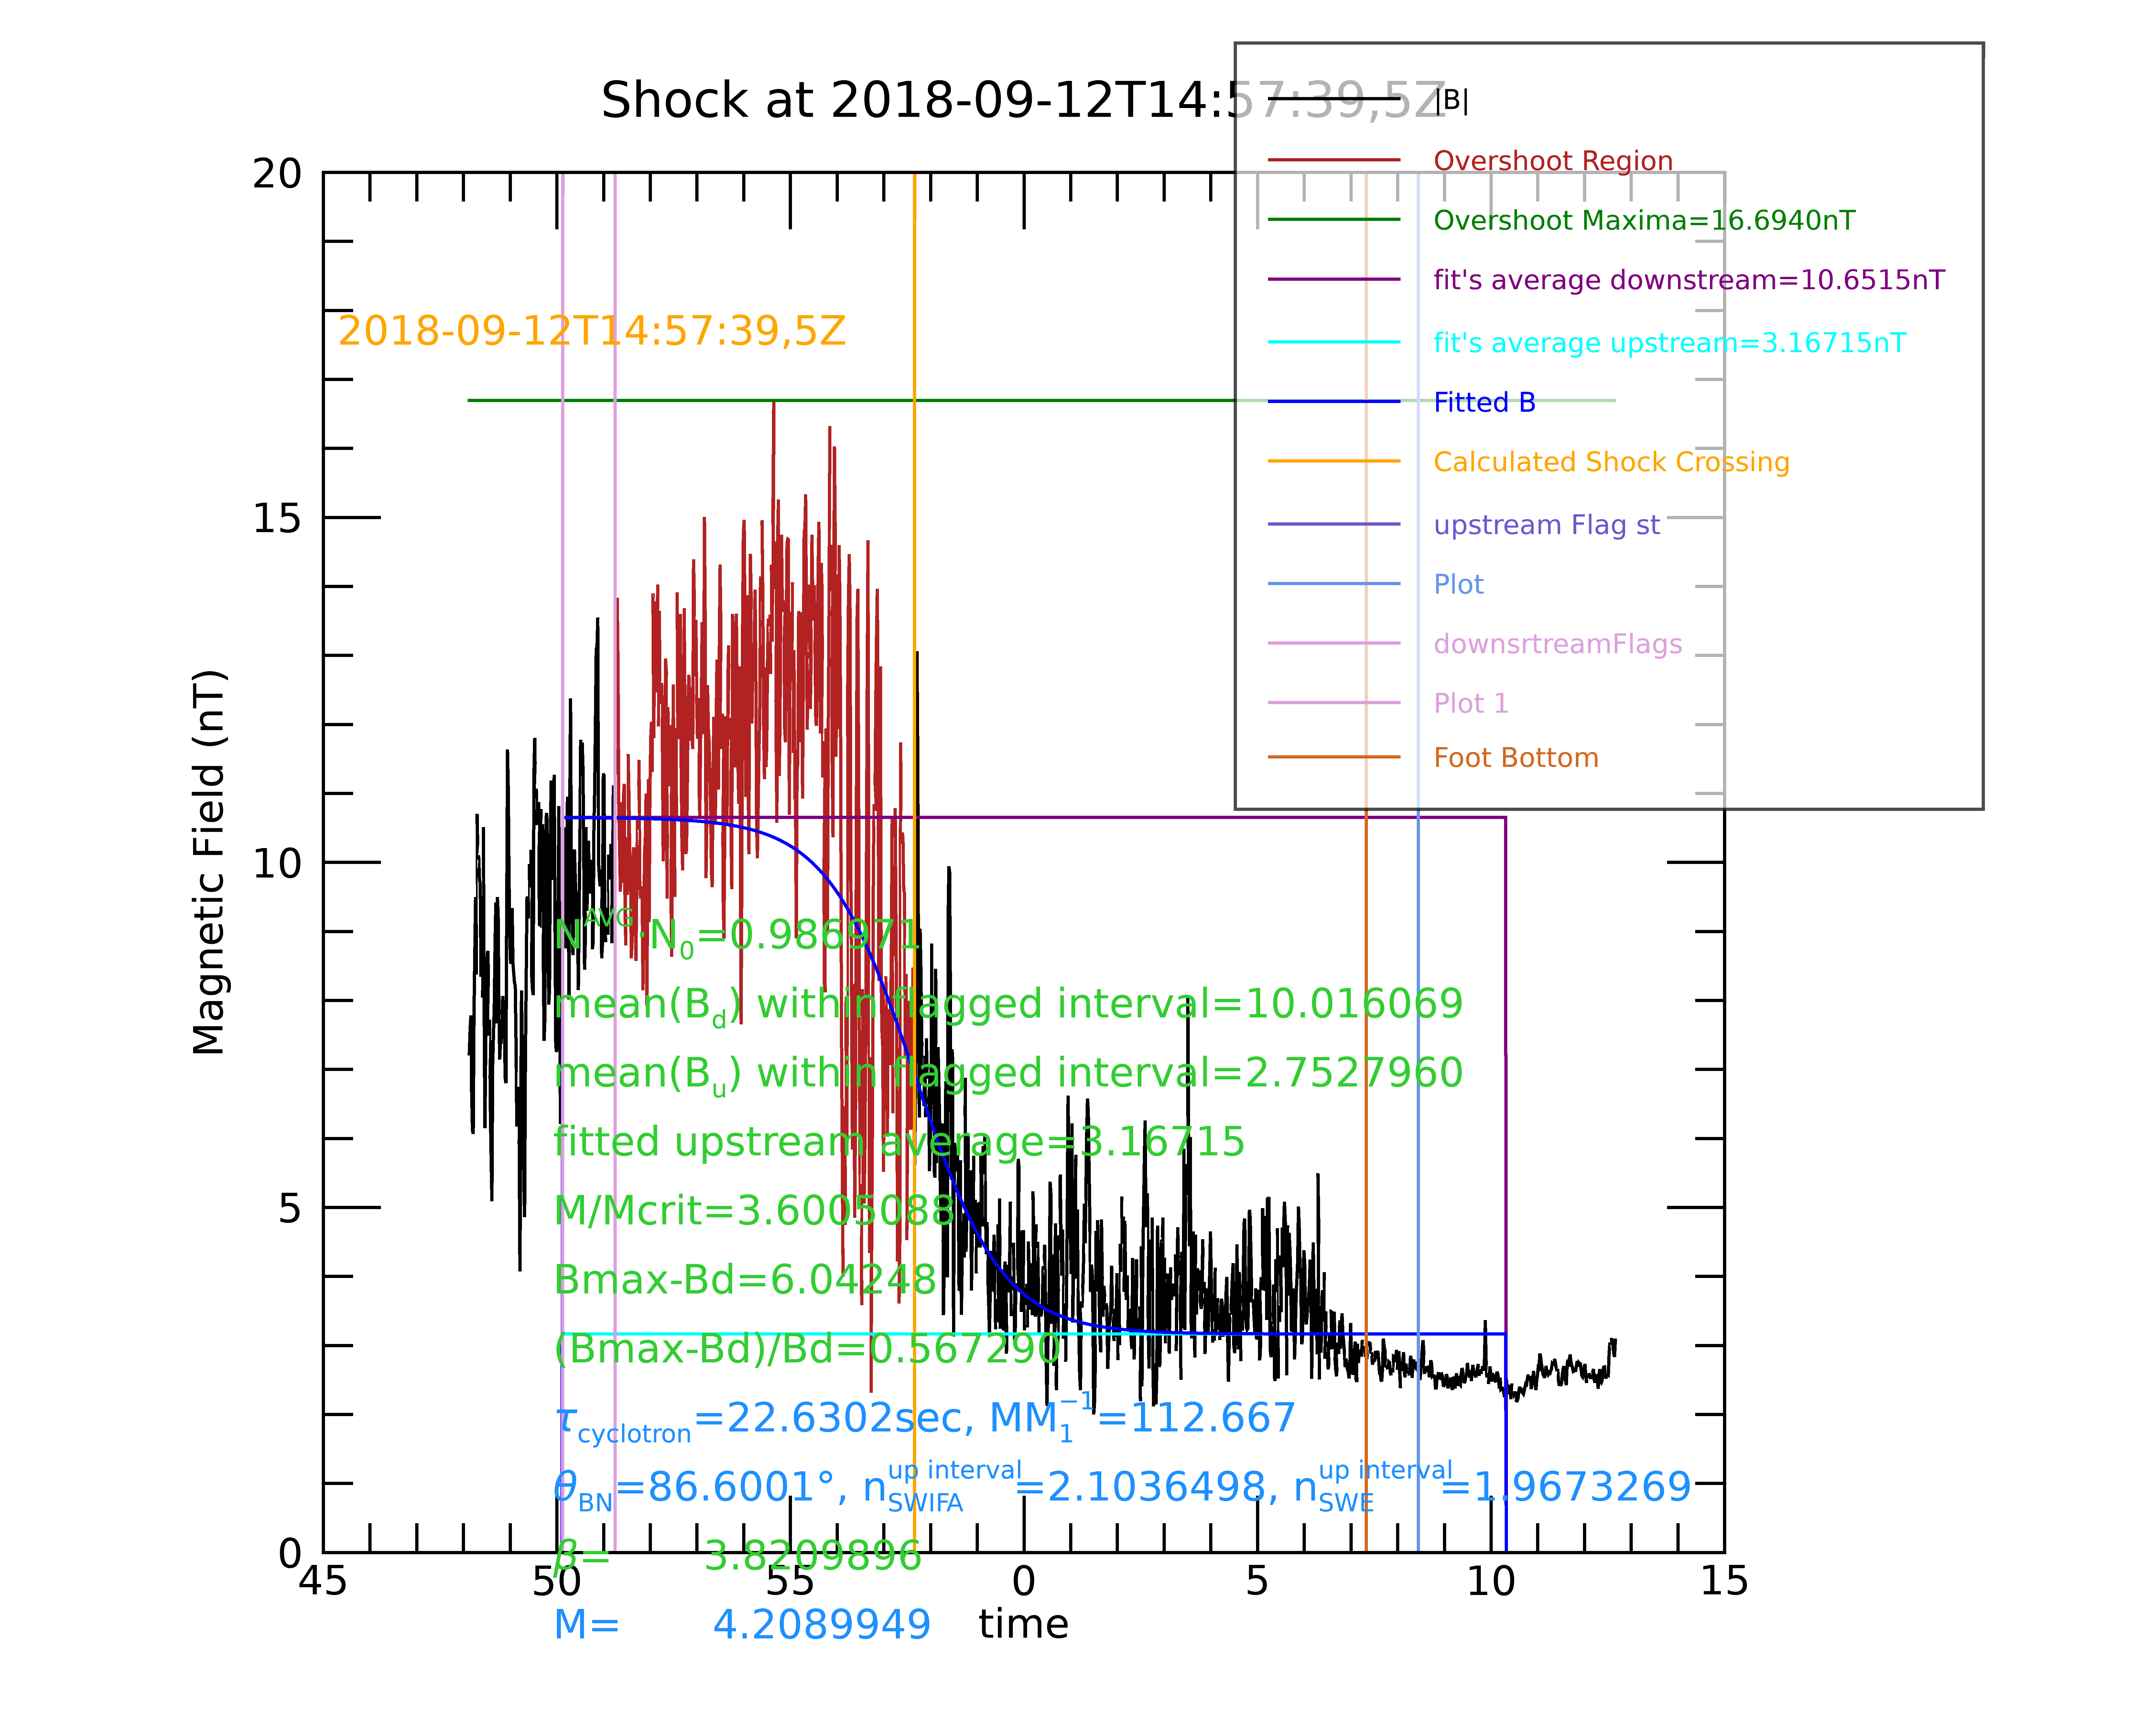 Shock at 2018-09-12T14:57:39,5Z
|B|
Overshoot Region
Overshoot Maxima=16.6940nT
fit's average downstream=10.6515nT
fit's average upstream=3.16715nT
Fitted B
Calculated Shock Crossing
upstream Flag st
Plot
downsrtreamFlags
Plot 1
Foot Bottom
20
15
10
5
0
Magnetic Field (nT)
2018-09-12T14:57:39,5Z
N^AVG·N_0=0.986971
mean(B_d) within flagged interval=10.016069
mean(B_u) within flagged interval=2.7527960
fitted upstream average=3.16715
M/Mcrit=3.6005088
Bmax-Bd=6.04248
(Bmax-Bd)/Bd=0.567290
τ_cyclotron=22.6302sec, MM_1^−1=112.667
θ_BN=86.6001°, n_SWIFA^up interval=2.1036498, n_SWE^up interval=1.9673269
β= 3.8209896
45 50 55 0 5 10 15
M= 4.2089949
time